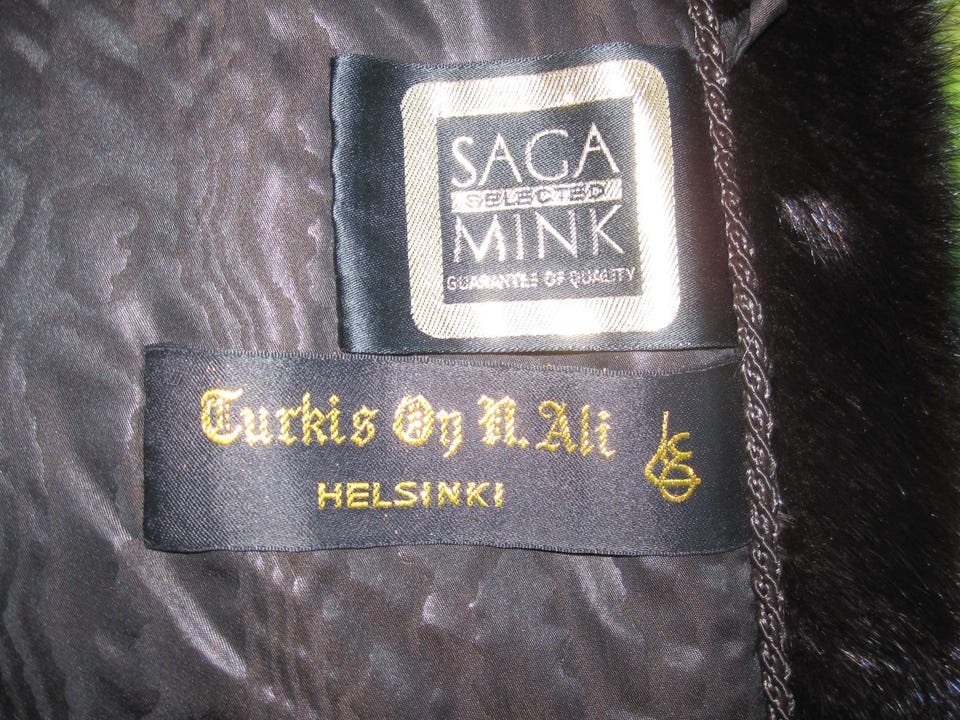 SAGA
SELECTED
MINK
GUARANTEE OF QUALITY
Turkis Oy N. Ali
HELSINKI